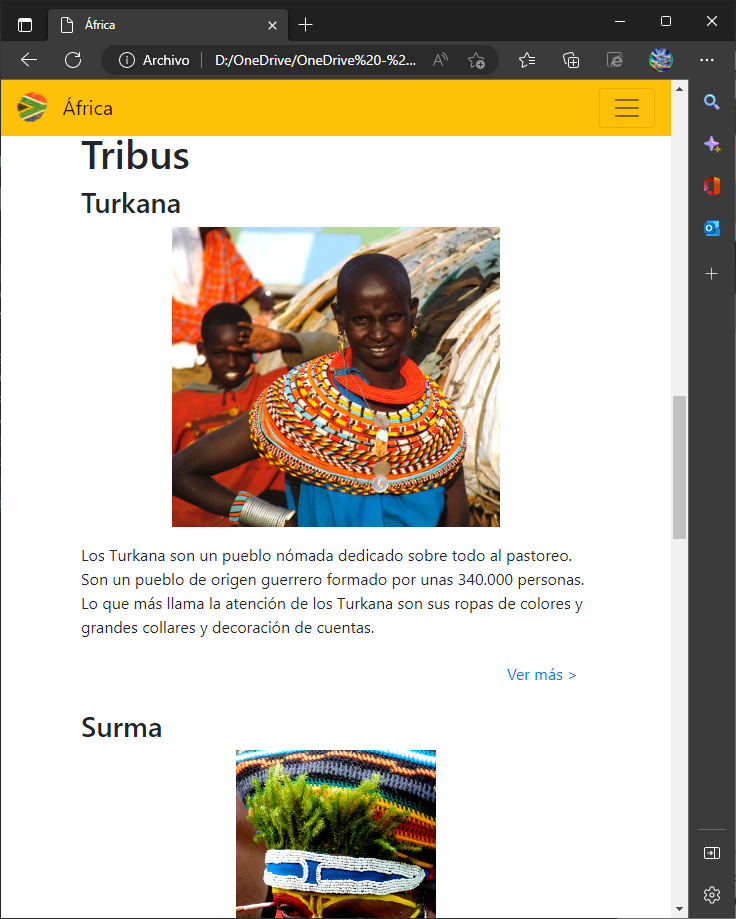 África
Archivo
D:/OneDrive/OneDrive%20-%2...
África
Tribus
Turkana
Los Turkana son un pueblo nómada dedicado sobre todo al pastoreo.
Son un pueblo de origen guerrero formado por unas 340.000 personas.
Lo que más llama la atención de los Turkana son sus ropas de colores y
grandes collares y decoración de cuentas.
Ver más >
Surma